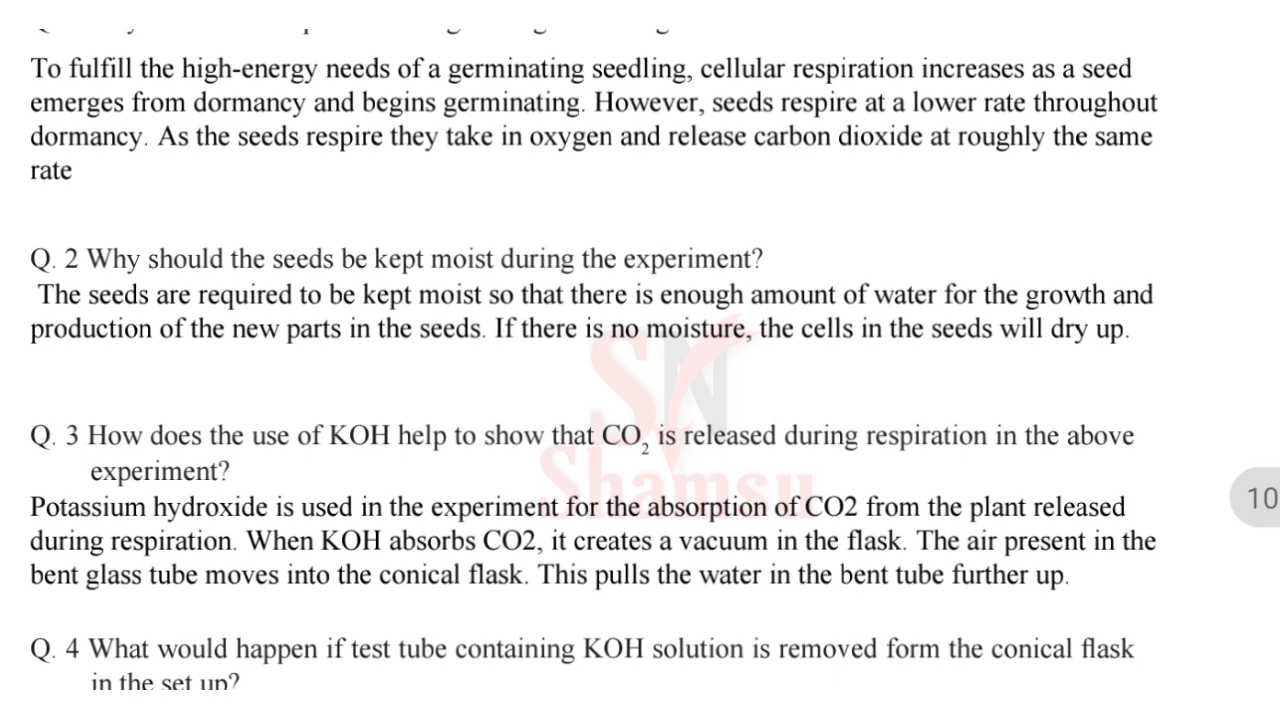 To fulfill the high-energy needs of a germinating seedling, cellular respiration increases as a seed
emerges from dormancy and begins germinating. However, seeds respire at a lower rate throughout
dormancy. As the seeds respire they take in oxygen and release carbon dioxide at roughly the same
rate
Q. 2 Why should the seeds be kept moist during the experiment?
The seeds are required to be kept moist so that there is enough amount of water for the growth and
production of the new parts in the seeds. If there is no moisture, the cells in the seeds will dry up.
SN
Shamsu
Q. 3 How does the use of KOH help to show that CO₂ is released during respiration in the above
experiment?
10
Potassium hydroxide is used in the experiment for the absorption of CO2 from the plant released
during respiration. When KOH absorbs CO2, it creates a vacuum in the flask. The air present in the
bent glass tube moves into the conical flask. This pulls the water in the bent tube further up.
Q. 4 What would happen if test tube containing KOH solution is removed form the conical flask
in the set up?